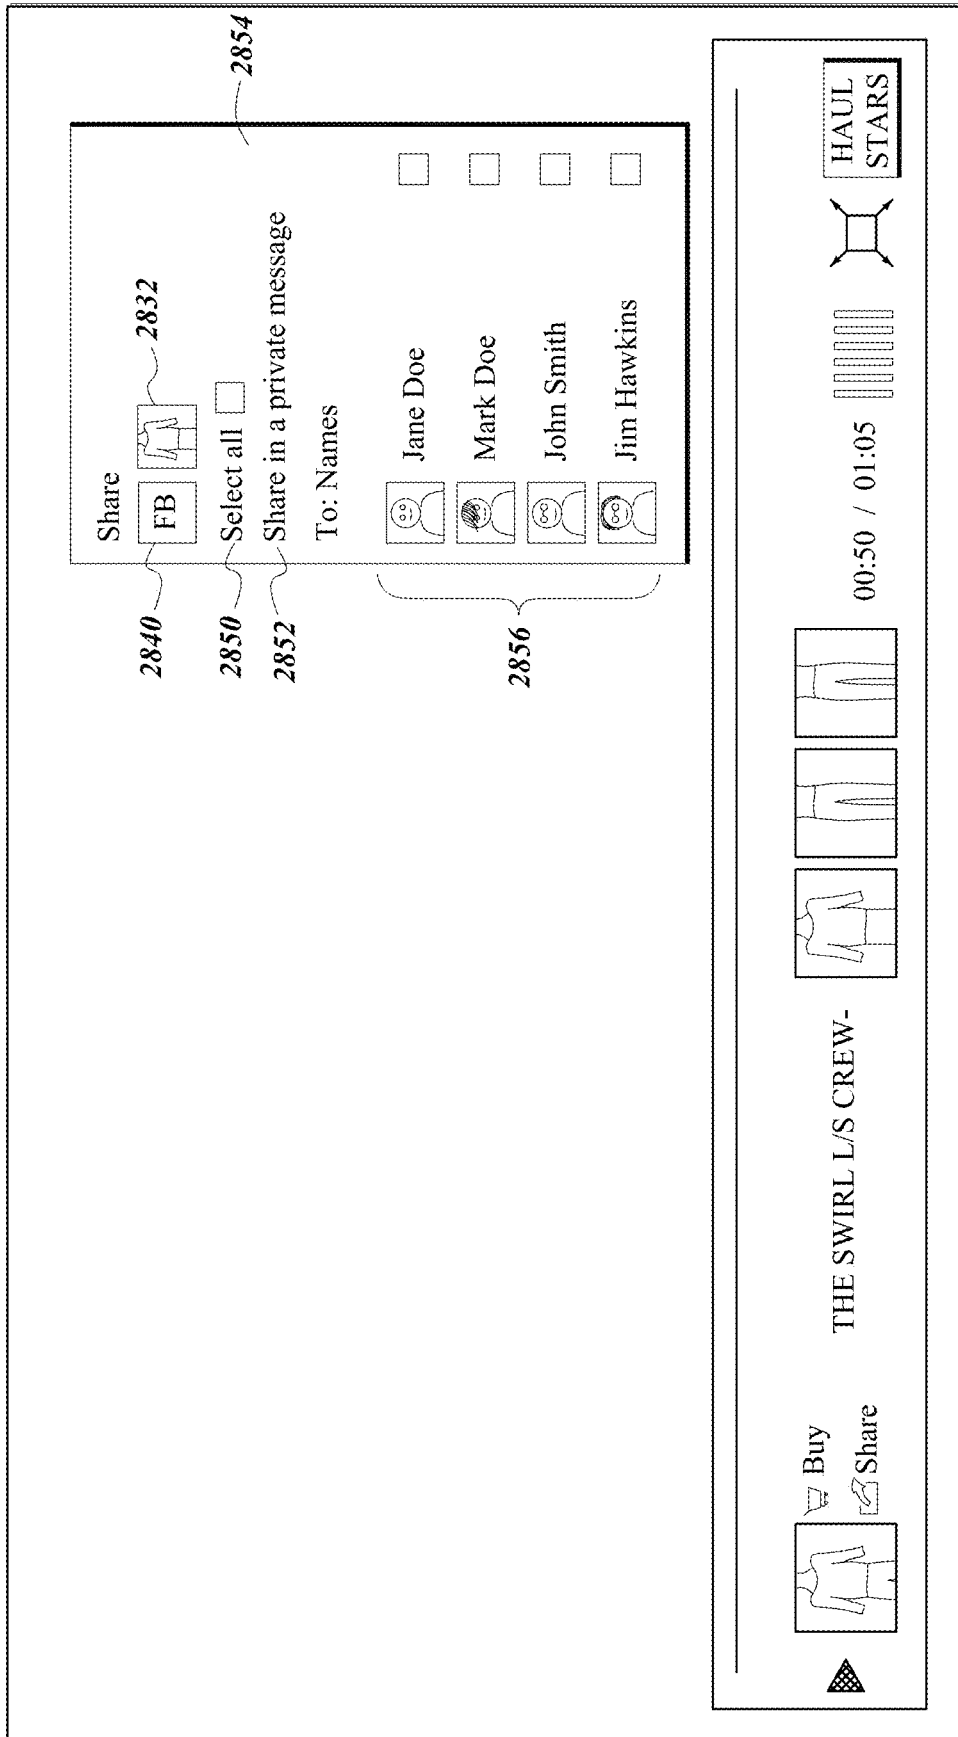 2854
Share
2840
FB
2832
2850
Select all
2852
Share in a private message
To: Names
Jane Doe
Mark Doe
2856
John Smith
Jim Hawkins
Buy
Share
THE SWIRL L/S CREW-
00:50 / 01:05
HAUL
STARS